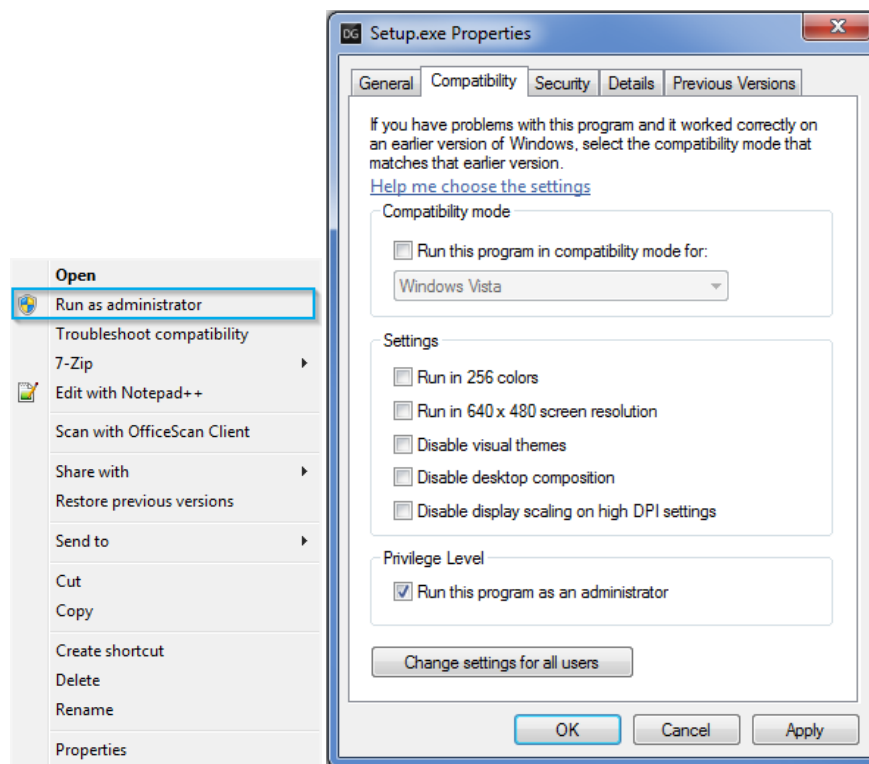 Open
Run as administrator
Troubleshoot compatibility
7-Zip
Edit with Notepad++
Scan with OfficeScan Client
Share with
Restore previous versions
Send to
Cut
Copy
Create shortcut
Delete
Rename
Properties
DG Setup.exe Properties
General Compatibility Security Details Previous Versions
If you have problems with this program and it worked correctly on
an earlier version of Windows, select the compatibility mode that
matches that earlier version.
Help me choose the settings
Compatibility mode
Run this program in compatibility mode for:
Windows Vista
Settings
Run in 256 colors
Run in 640 x 480 screen resolution
Disable visual themes
Disable desktop composition
Disable display scaling on high DPI settings
Privilege Level
Run this program as an administrator
Change settings for all users
OK Cancel Apply